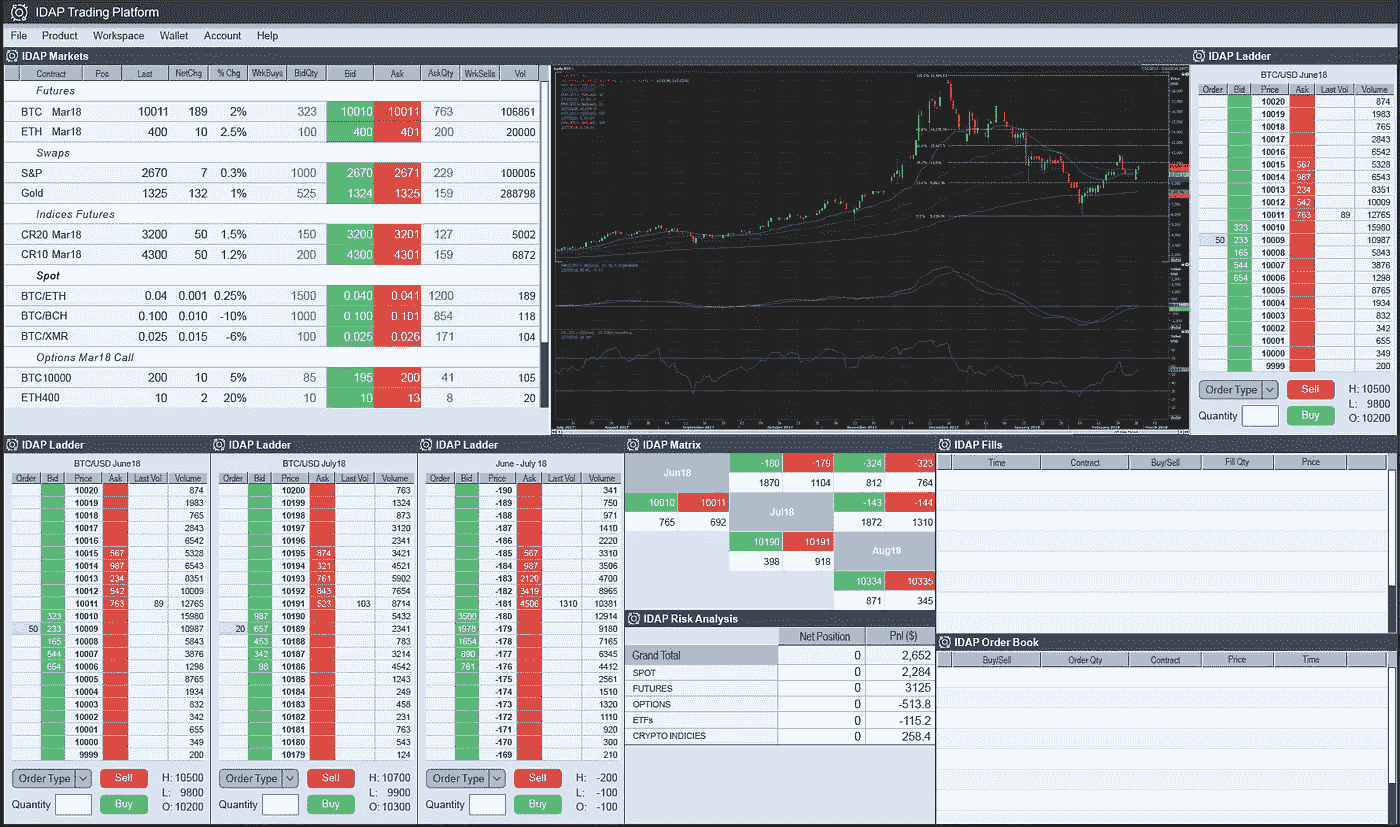 IDAP Trading Platform
File Product Workspace Wallet Account Help
IDAP Markets
Contract Pos Last NetChg % Chg WrkBuys BidQty Bid Ask AskQty WrkSells Vol
Futures
BTC Mar18 10011 189 2% 323 10010 10011 763 106861
ETH Mar18 400 10 2.5% 100 400 401 200 20000
Swaps
S&P 2670 7 0.3% 1000 2670 2671 229 100005
Gold 1325 132 1% 525 1324 1325 159 288798
Indices Futures
CR20 Mar18 3200 50 1.5% 150 3200 3201 127 5002
CR10 Mar18 4300 50 1.2% 200 4300 4301 159 6872
Spot
BTC/ETH 0.04 0.001 0.25% 1500 0.040 0.041 1200 189
BTC/BCH 0.100 0.010 -10% 1000 0.100 0.101 854 118
BTC/XMR 0.025 0.015 -6% 100 0.025 0.026 171 104
Options Mar18 Call
BTC10000 200 10 5% 85 195 200 41 105
ETH400 10 2 20% 10 10 13 8 20
IDAP Ladder
BTC/USD June18
Order Bid Price Ask Last Vol Volume
10020 874
10019 1983
10018 765
10017 2843
10016 6542
10015 567 5328
10014 987 6543
10013 234 8351
10012 542 10009
10011 763 89 12765
323 10010 15980
50 233 10009 10987
165 10008 5843
544 10007 3876
654 10006 1298
10005 8765
10004 1934
10003 832
10002 342
10001 655
10000 349
9999 200
Order Type Sell H: 10500
L: 9800
Quantity Buy O: 10200
IDAP Ladder
BTC/USD June18
Order Bid Price Ask Last Vol Volume
10020 874
10019 1983
10018 765
10017 2843
10016 6542
10015 567 5328
10014 987 6543
10013 234 8351
10012 542 10009
10011 763 89 12765
323 10010 15980
50 233 10009 10987
165 10008 5843
544 10007 3876
654 10006 1298
10005 8765
10004 1934
10003 832
10002 342
10001 655
10000 349
9999 200
Order Type Sell H: 10500
L: 9800
Quantity Buy O: 10200
IDAP Ladder
BTC/USD July18
Order Bid Price Ask Last Vol Volume
10200 763
10199 1324
10198 873
10197 3120
10196 2341
10195 874 3421
10194 321 4521
10193 761 5902
10192 843 7654
10191 523 103 8714
987 10190 5432
20 657 10189 2341
453 10188 783
342 10187 3214
98 10186 4542
10185 1243
10184 249
10183 458
10182 231
10181 763
10180 543
10179 124
Order Type Sell H: 10700
L: 9900
Quantity Buy O: 10300
IDAP Ladder
June - July 18
Order Bid Price Ask Last Vol Volume
-190 341
-189 750
-188 971
-187 1410
-186 2220
-185 567 3310
-184 987 3506
-183 2120 4700
-182 3419 8965
-181 4506 1310 10381
3500 -180 12914
1978 -179 9180
1654 -178 7165
890 -177 6345
761 -176 4412
-175 2561
-174 1510
-173 1320
-172 1110
-171 920
-170 300
-169 210
Order Type Sell H: -200
L: -100
Quantity Buy O: -100
IDAP Matrix
Jun18 -180 -179 -324 -323
1870 1104 812 764
10010 10011 Jul18 -143 -144
765 692 1872 1310
10190 10191 Aug18
398 918
10334 10335
871 345
IDAP Risk Analysis
Net Position Pnl ($)
Grand Total 0 2,652
SPOT 0 2,284
FUTURES 0 3125
OPTIONS 0 -513.8
ETFs 0 -115.2
CRYPTO INDICIES 0 258.4
IDAP Fills
Time Contract Buy/Sell Fill Qty Price
IDAP Order Book
Buy/Sell Order Qty Contract Price Time